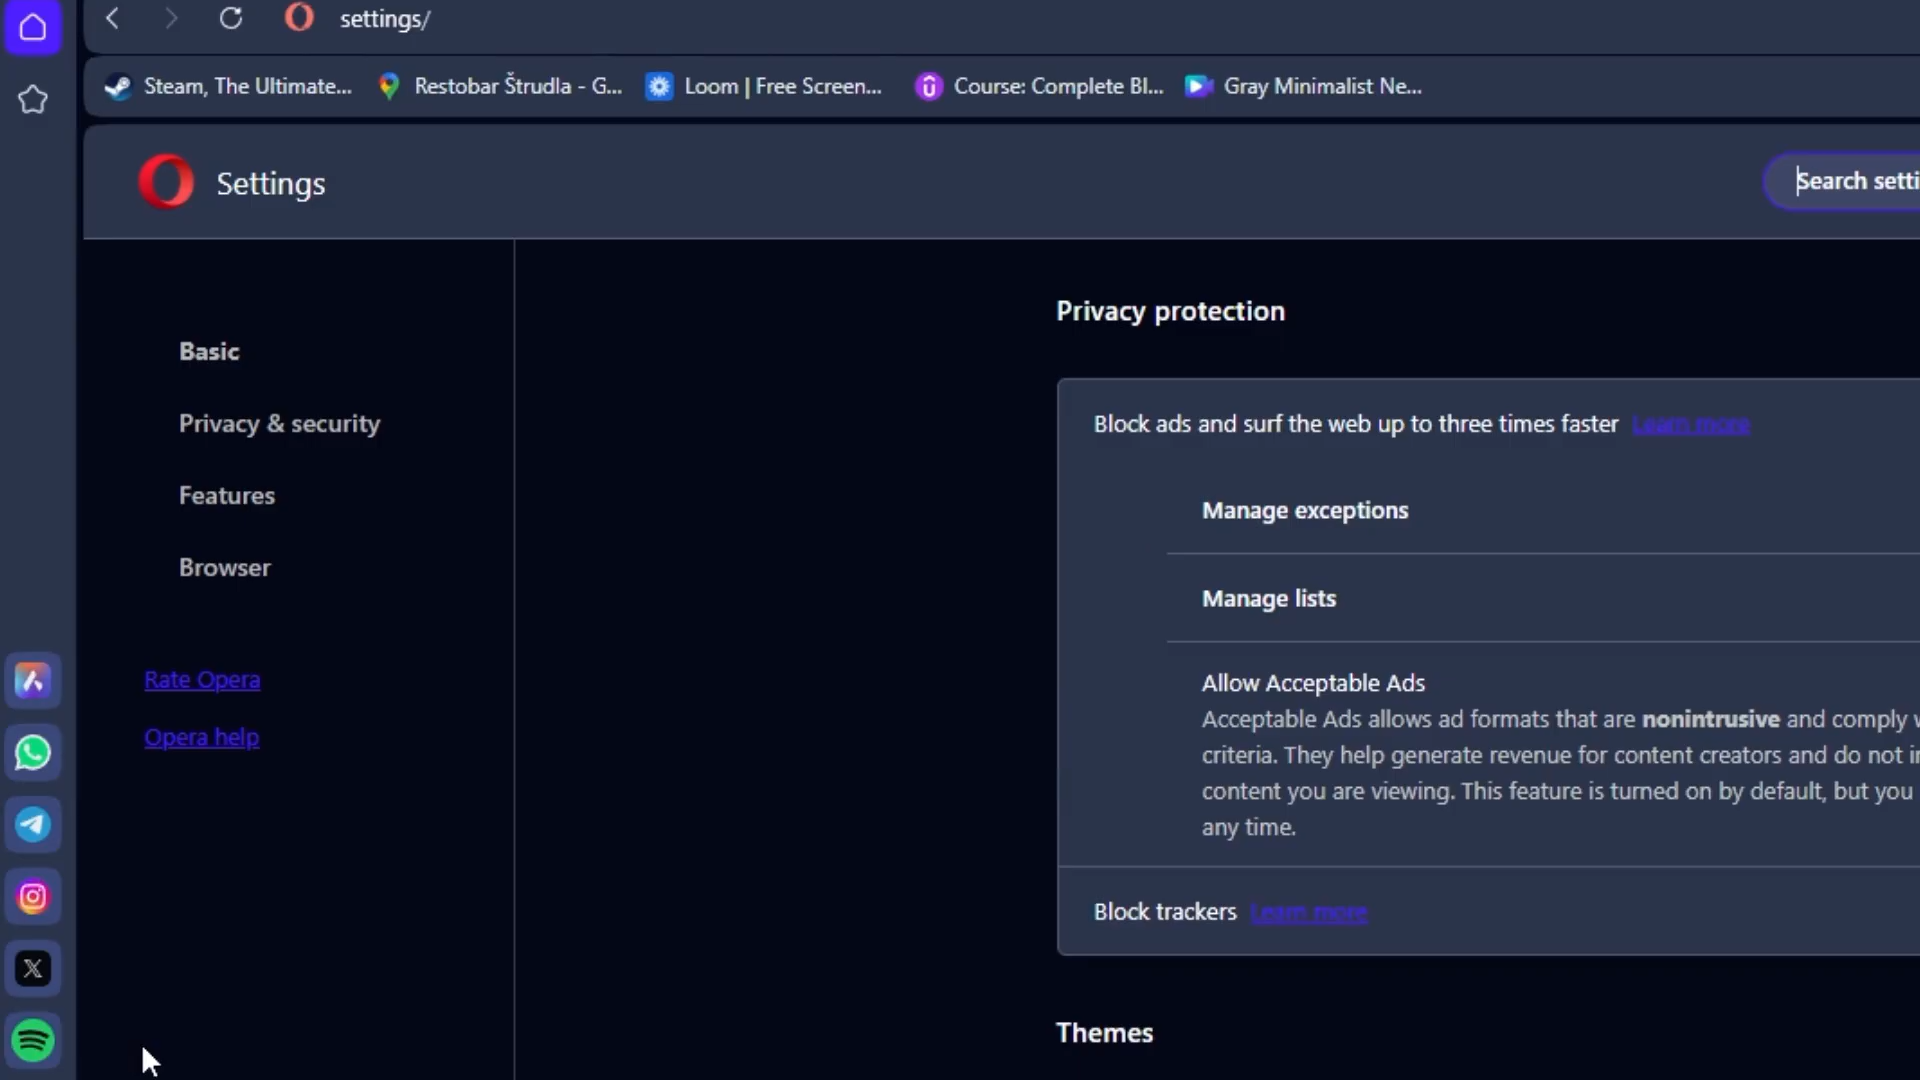 settings/
Steam, The Ultimate... Restobar Štrudla - G... Loom | Free Screen... Course: Complete Bl... Gray Minimalist Ne...
Settings
Search setti
Privacy protection
Basic
Privacy & security
Features
Browser
Rate Opera
Opera help
Block ads and surf the web up to three times faster Learn more
Manage exceptions
Manage lists
Allow Acceptable Ads
Acceptable Ads allows ad formats that are nonintrusive and comply
criteria. They help generate revenue for content creators and do not
content you are viewing. This feature is turned on by default, but you
any time.
Block trackers Learn more
Themes